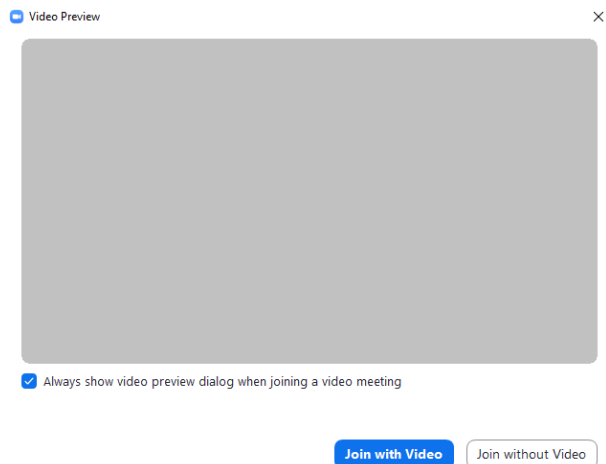 Video Preview
Always show video preview dialog when joining a video meeting
Join with Video
Join without Video